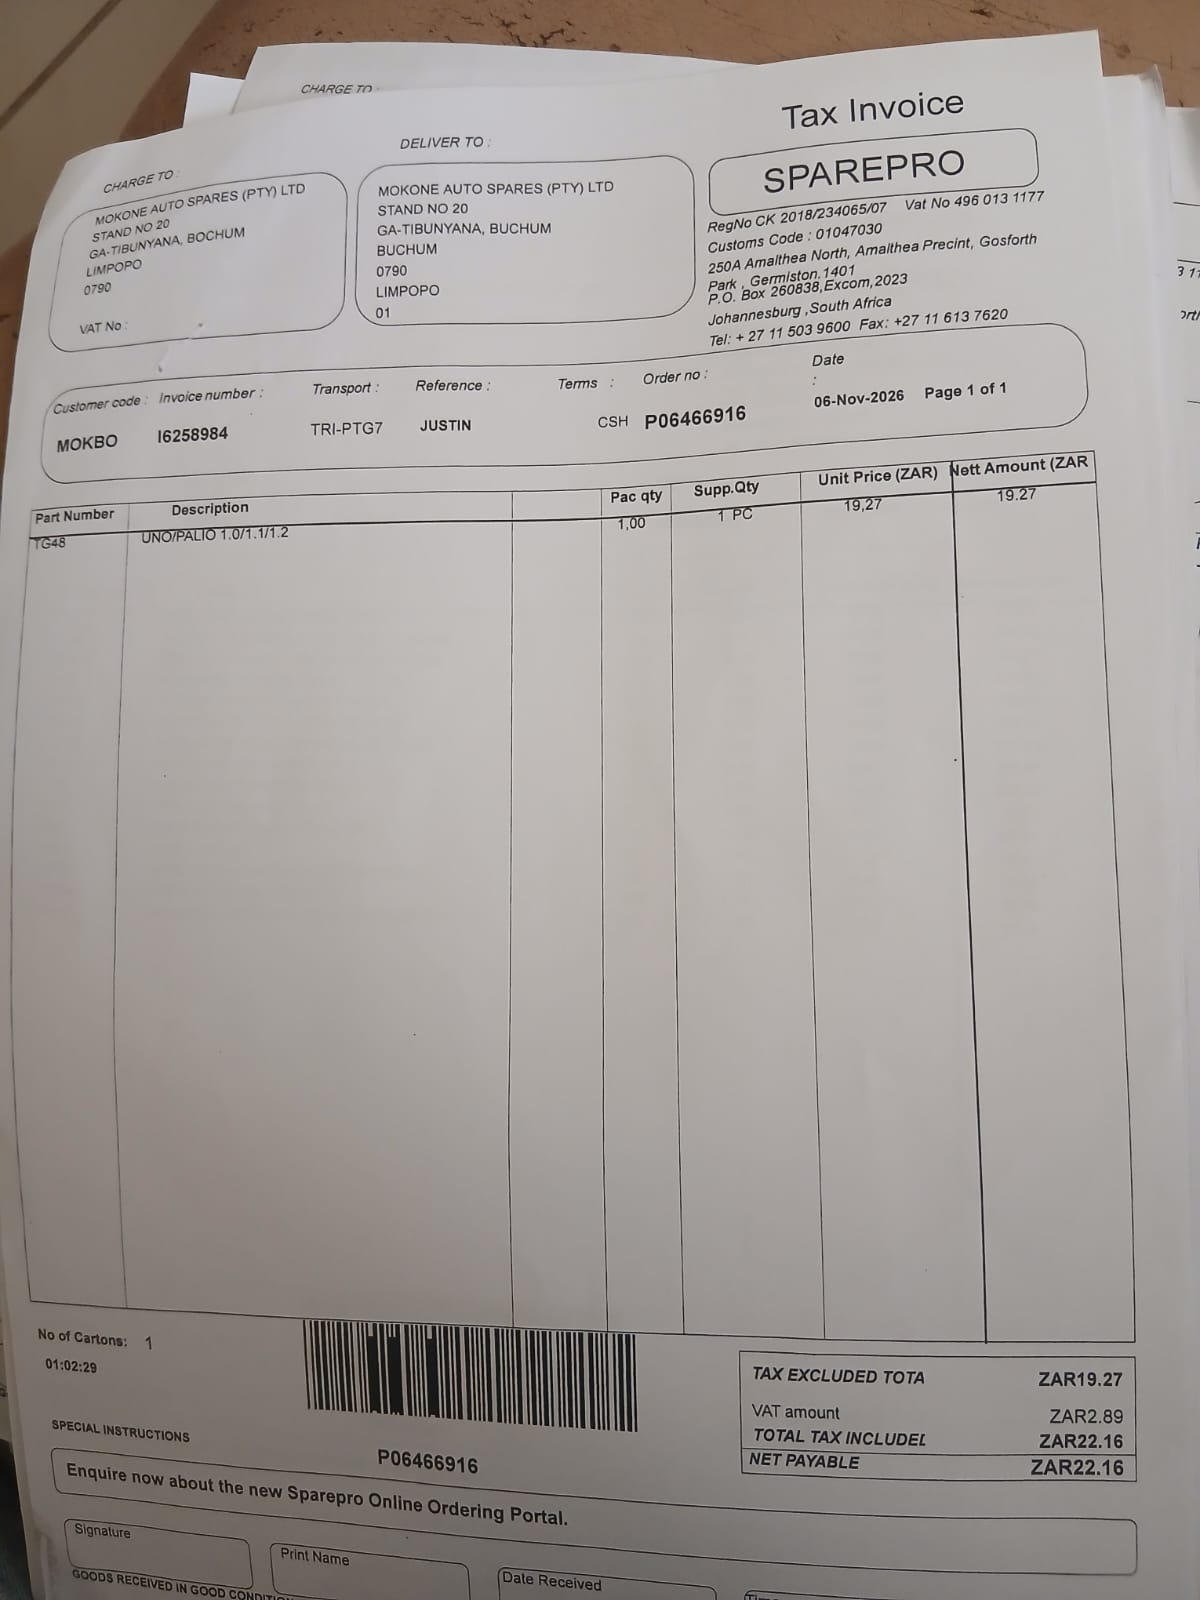 CHARGE TO :
Tax Invoice
CHARGE TO :
MOKONE AUTO SPARES (PTY) LTD
STAND NO 20
GA-TIBUNYANA, BOCHUM
LIMPOPO
0790
VAT No :
DELIVER TO :
MOKONE AUTO SPARES (PTY) LTD
STAND NO 20
GA-TIBUNYANA, BUCHUM
BUCHUM
0790
LIMPOPO
01
SPAREPRO
RegNo CK 2018/234065/07 Vat No 496 013 1177
Customs Code : 01047030
250A Amalthea North, Amalthea Precint, Gosforth
Park , Germiston.1401
P.O. Box 260838,Excom,2023
Johannesburg ,South Africa
Tel: + 27 11 503 9600 Fax: +27 11 613 7620
Customer code : Invoice number : Transport : Reference : Terms : Order no : Date :
MOKBO I6258984 TRI-PTG7 JUSTIN CSH P06466916 06-Nov-2026 Page 1 of 1
Part Number Description Pac qty Supp.Qty Unit Price (ZAR) Nett Amount (ZAR
TG48 UNO/PALIO 1.0/1.1/1.2 1,00 1 PC 19,27 19.27
No of Cartons: 1
01:02:29
P06466916
TAX EXCLUDED TOTA ZAR19.27
VAT amount ZAR2.89
TOTAL TAX INCLUDEL ZAR22.16
NET PAYABLE ZAR22.16
SPECIAL INSTRUCTIONS
Enquire now about the new Sparepro Online Ordering Portal.
Signature
Print Name
Date Received
GOODS RECEIVED IN GOOD